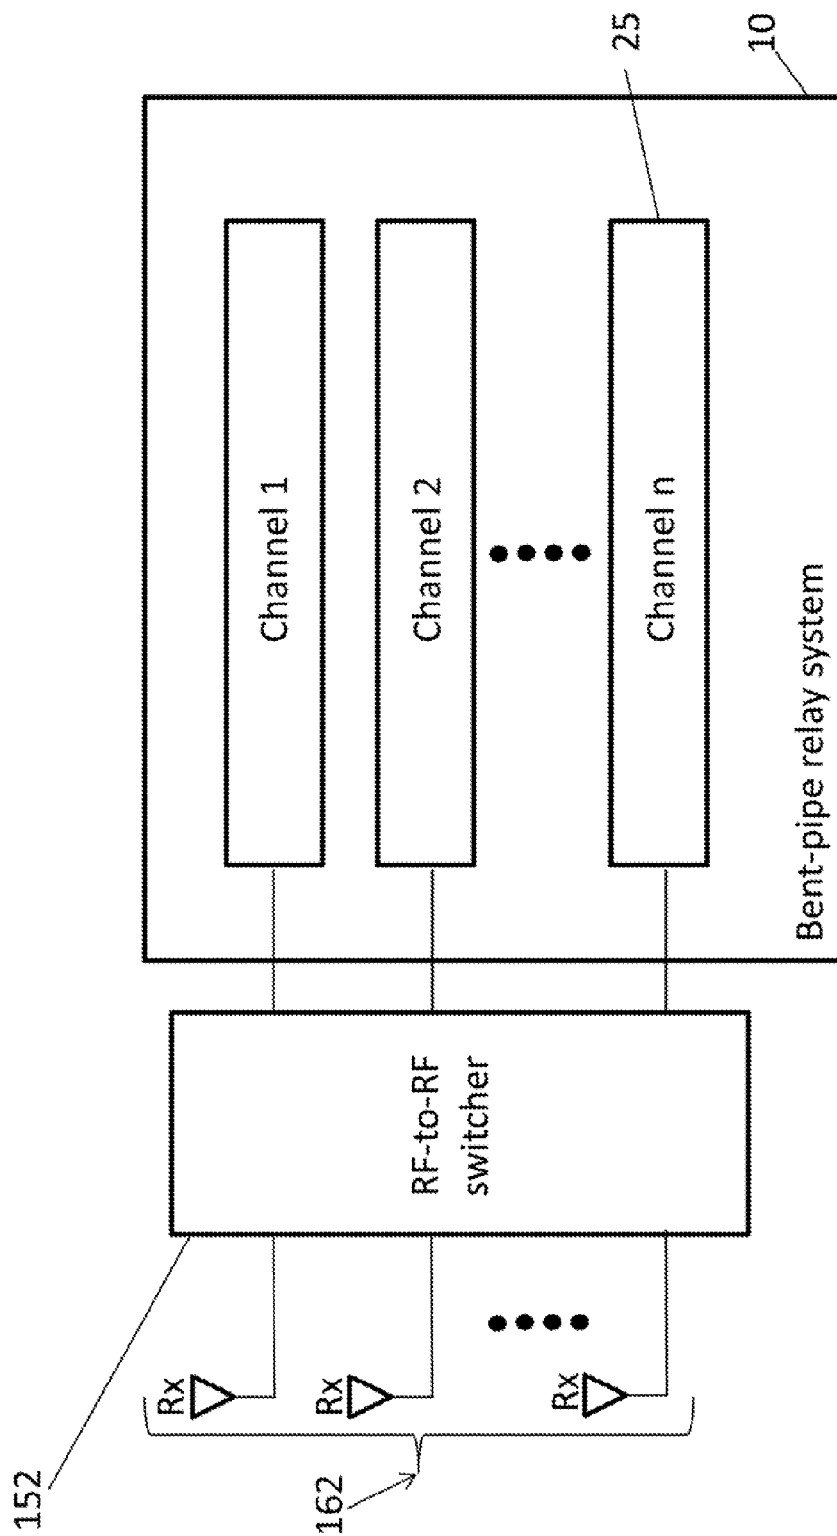 152
162
Rx
Rx
Rx
RF-to-RF
switcher
Channel 1
Channel 2
Channel n
Bent-pipe relay system
25
10